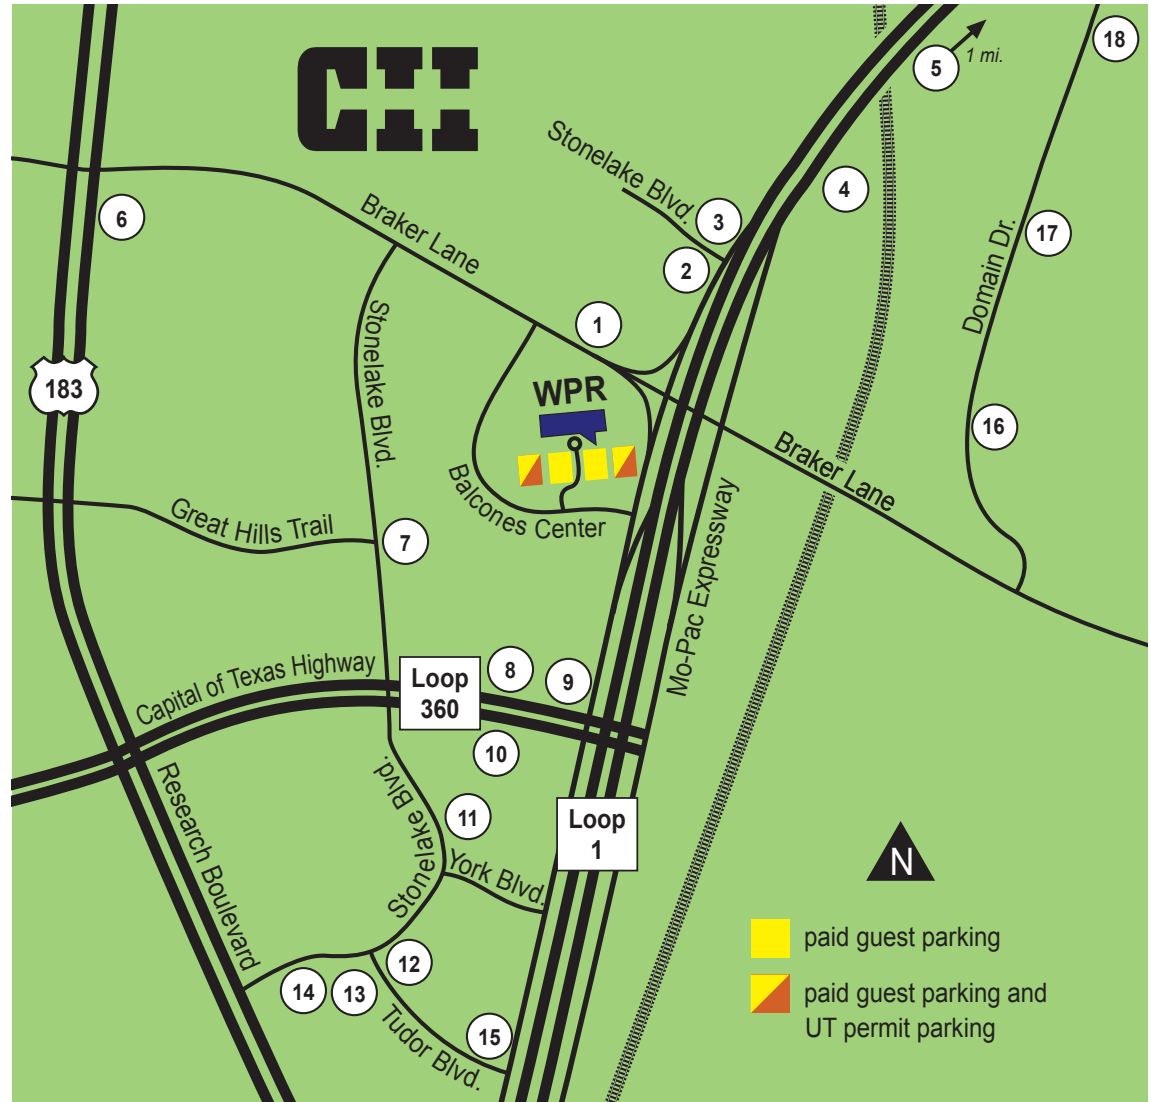 CII
18
5
1 mi.
Stonelake Blvd.
4
3
6
17
Braker Lane
2
Domain Dr.
1
Stonelake Blvd.
183
WPR
16
Braker Lane
Balcones Center
Great Hills Trail
7
Mo-Pac Expressway
Capital of Texas Highway
Loop
360
8
9
10
Stonelake Blvd.
Research Boulevard
11
Loop
1
York Blvd.
N
paid guest parking
12
14
13
paid guest parking and
UT permit parking
Tudor Blvd.
15